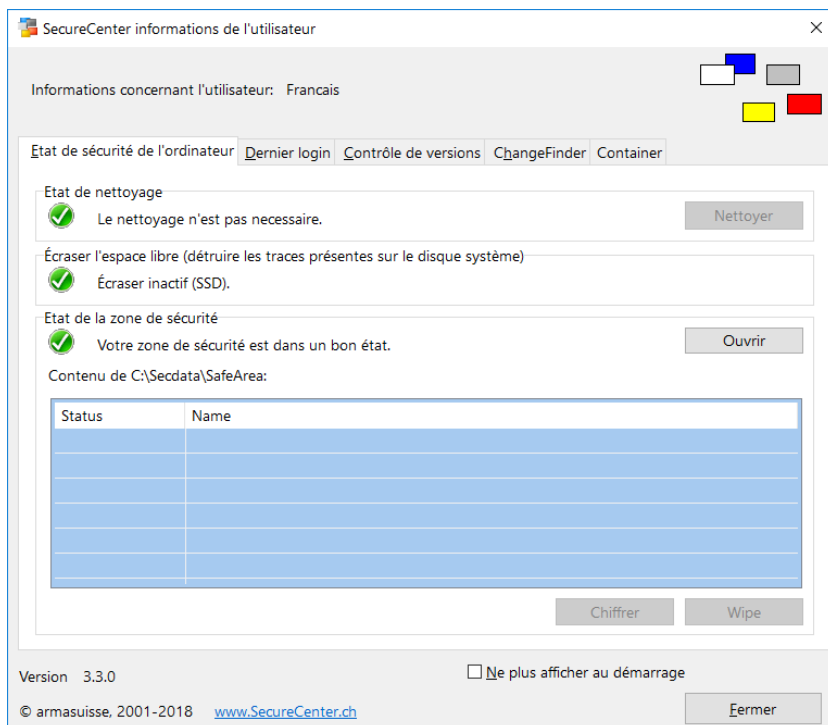 SecureCenter informations de l'utilisateur
Informations concernant l'utilisateur: Francais
Etat de sécurité de l'ordinateur Dernier login Contrôle de versions ChangeFinder Container
Etat de nettoyage
Le nettoyage n'est pas necessaire. Nettoyer
Écraser l'espace libre (détruire les traces présentes sur le disque système)
Écraser inactif (SSD).
Etat de la zone de sécurité
Votre zone de sécurité est dans un bon état. Ouvrir
Contenu de C:\Secdata\SafeArea:
Status Name
Chiffrer Wipe
Version 3.3.0 Ne plus afficher au démarrage
© armasuisse, 2001-2018 www.SecureCenter.ch Fermer